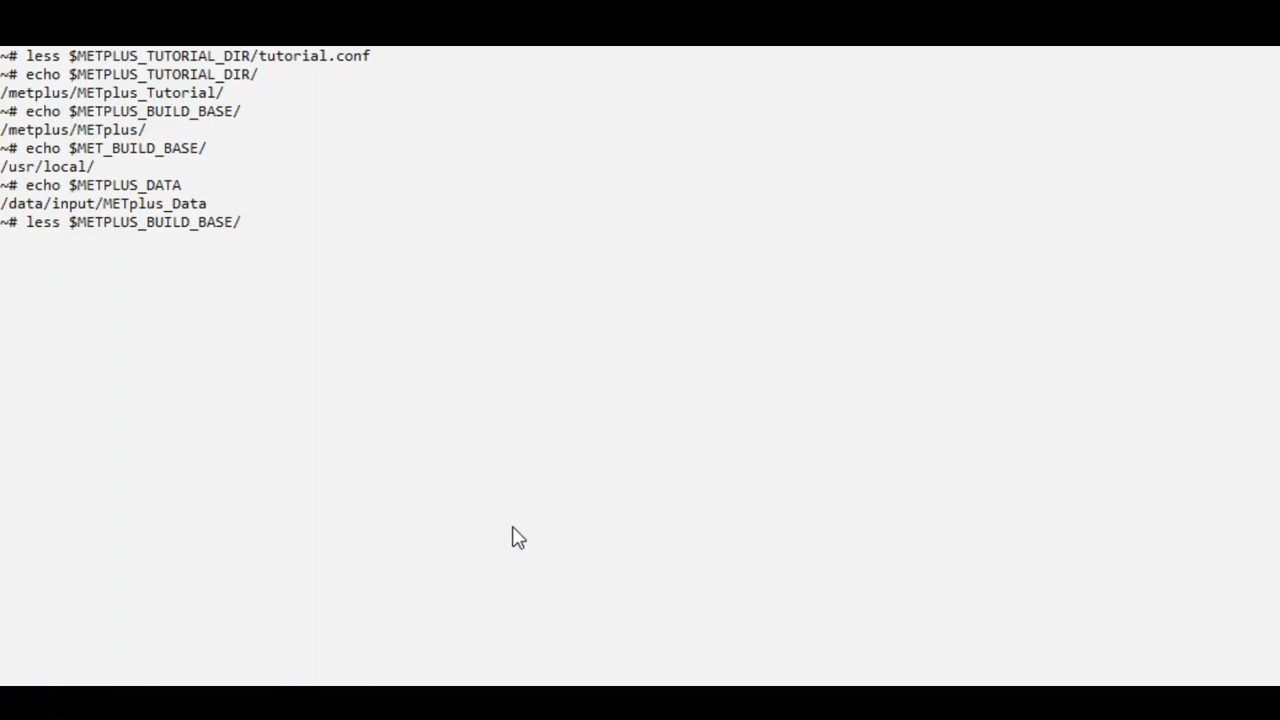 ~# less $METPLUS_TUTORIAL_DIR/tutorial.conf
~# echo $METPLUS_TUTORIAL_DIR/
/metplus/METplus_Tutorial/
~# echo $METPLUS_BUILD_BASE/
/metplus/METplus/
~# echo $MET_BUILD_BASE/
/usr/local/
~# echo $METPLUS_DATA
/data/input/METplus_Data
~# less $METPLUS_BUILD_BASE/